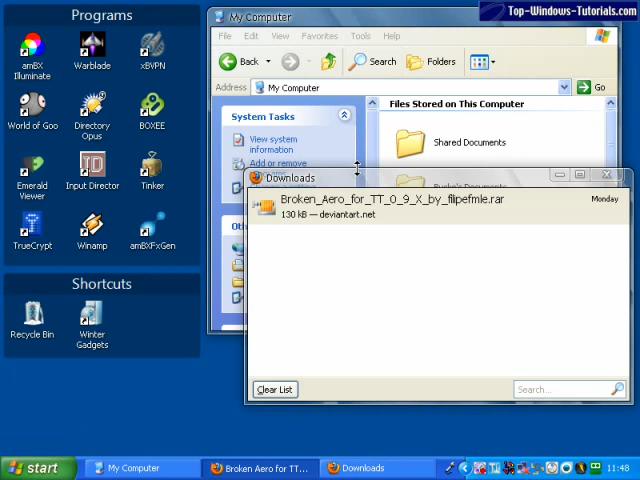 Top-Windows-Tutorials.com
Programs
amBX Illuminate
Warblade
xBVPN
World of Goo
Directory Opus
BOXEE
Emerald Viewer
Input Director
Tinker
TrueCrypt
Winamp
amBXFxGen
Shortcuts
Recycle Bin
Winter Gadgets
My Computer
File Edit View Favorites Tools Help
Back Search Folders
Address My Computer Go
System Tasks
View system information
Add or remove
Files Stored on This Computer
Shared Documents
Documents
Downloads
Broken_Aero_for_TT_0_9_X_by_filipefmle.rar
Monday
130 kB — deviantart.net
Clear List
Search...
start My Computer Broken Aero for TT... Downloads 11:48